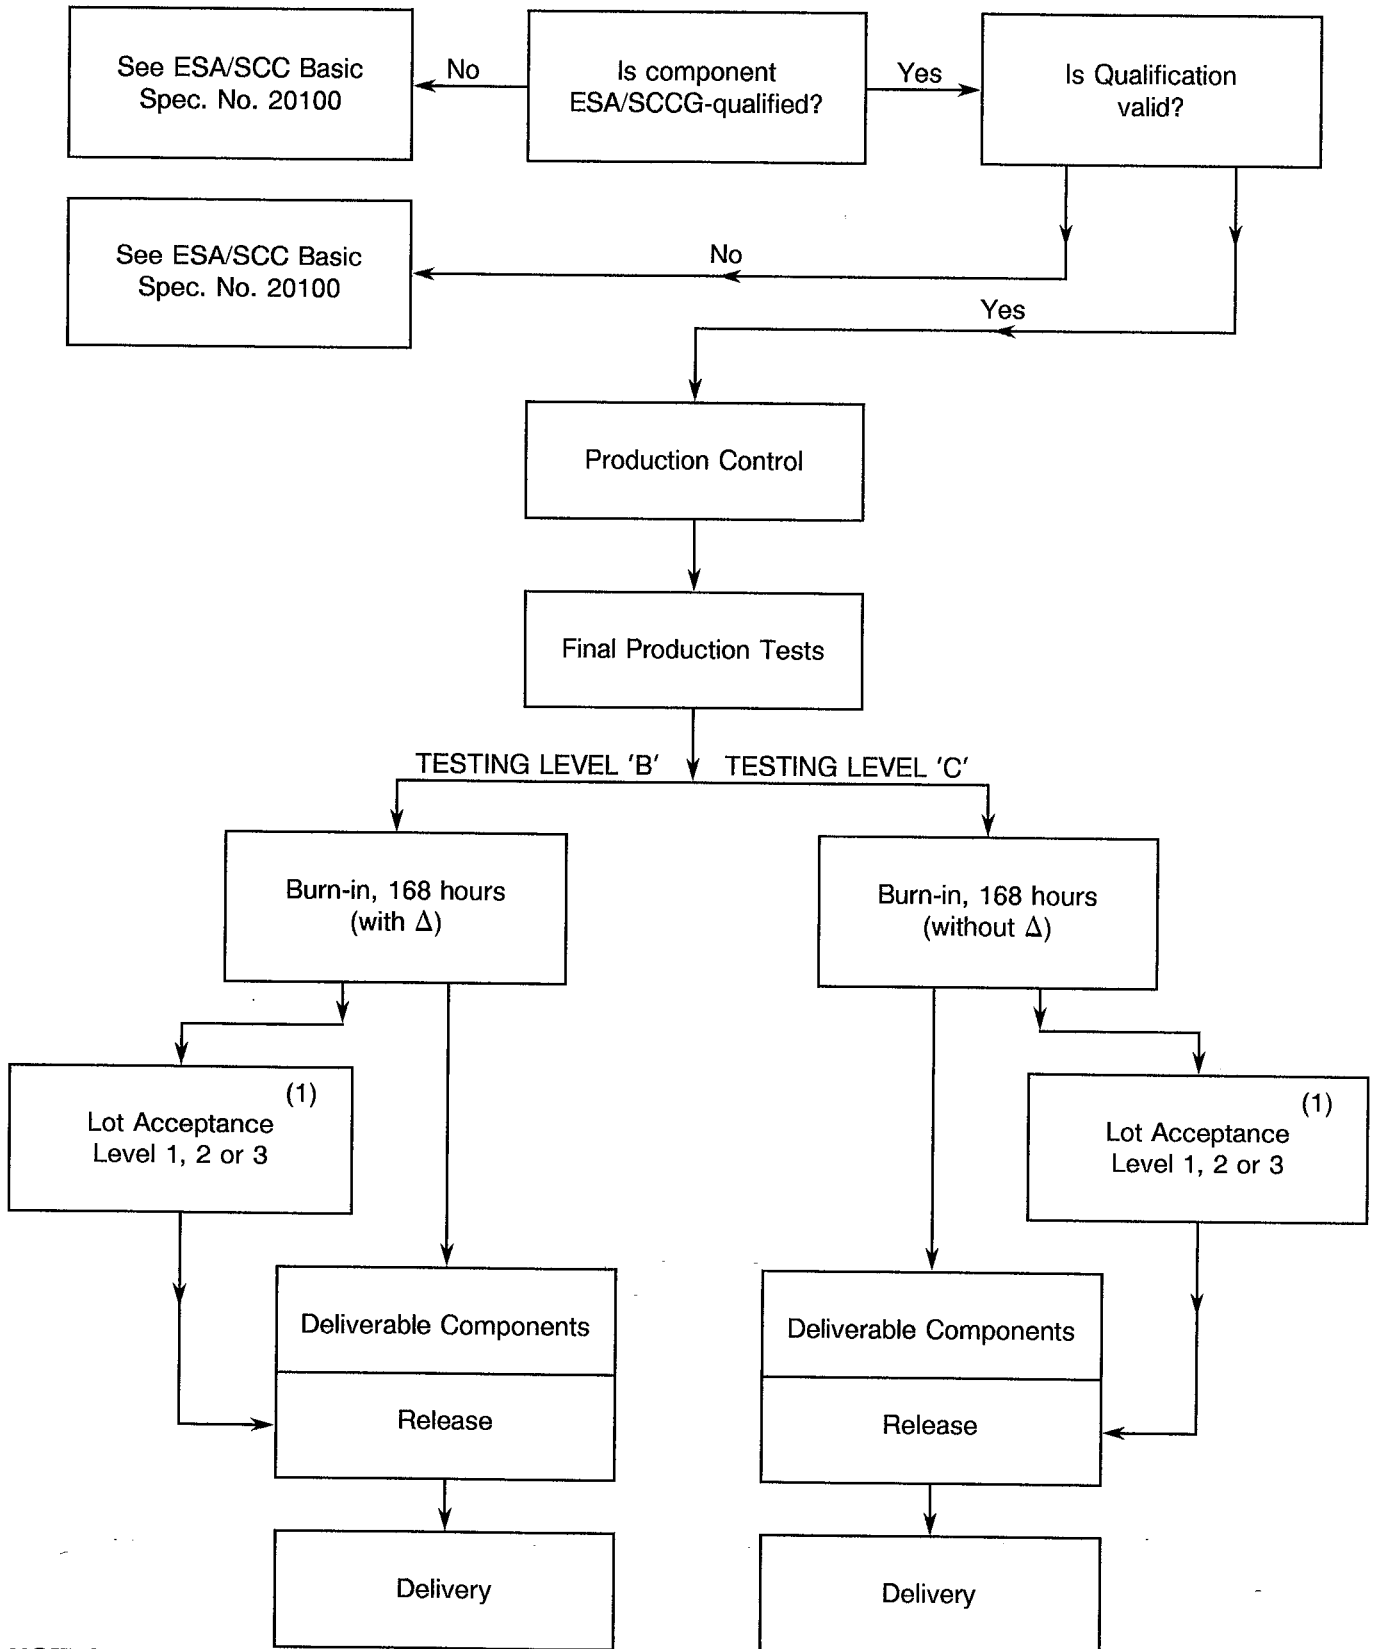 See ESA/SCC Basic
Spec. No. 20100
No
Is component
ESA/SCCG-qualified?
Yes
Is Qualification
valid?
See ESA/SCC Basic
Spec. No. 20100
No
Yes
Production Control
Final Production Tests
TESTING LEVEL 'B'
TESTING LEVEL 'C'
Burn-in, 168 hours
(with Δ)
Burn-in, 168 hours
(without Δ)
(1)
Lot Acceptance
Level 1, 2 or 3
(1)
Lot Acceptance
Level 1, 2 or 3
Deliverable Components
Release
Deliverable Components
Release
Delivery
Delivery